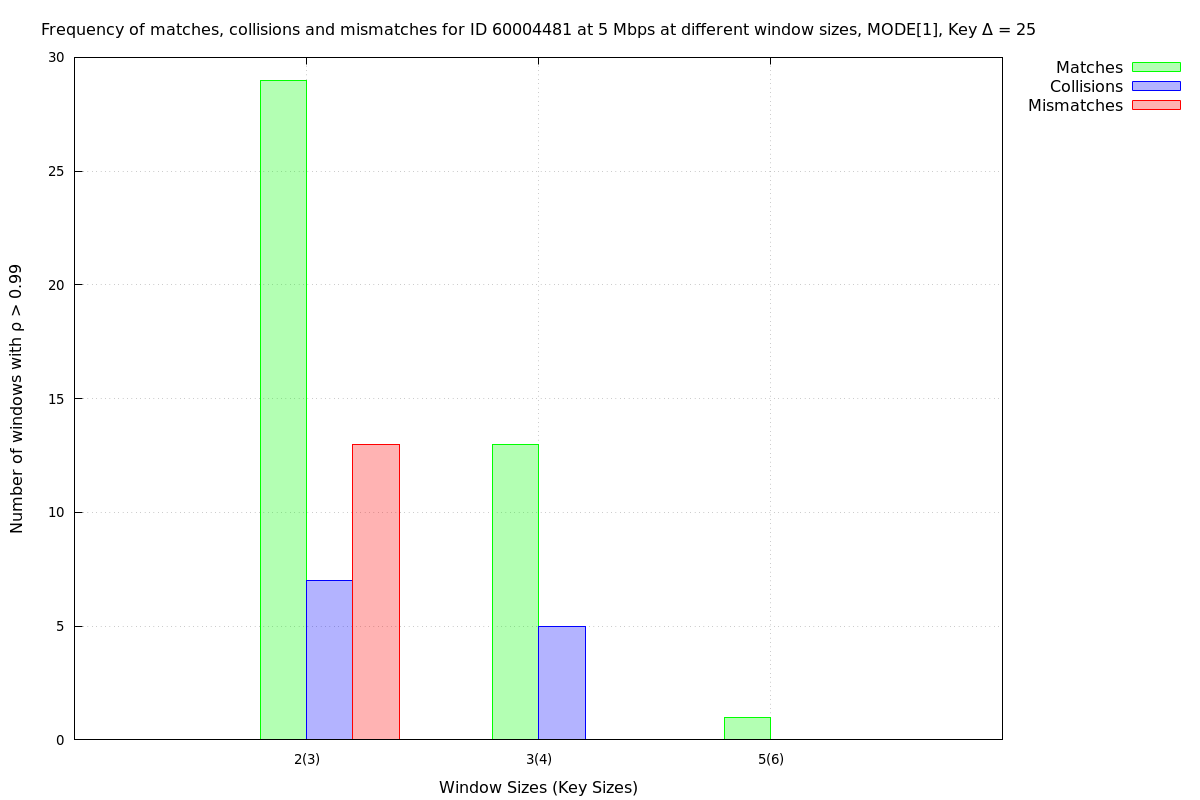 Frequency of matches, collisions and mismatches for ID 60004481 at 5 Mbps at different window sizes, MODE[1], Key Δ = 25
Matches
Collisions
Mismatches
Number of windows with ρ > 0.99
30
25
20
15
10
5
0
2(3) 3(4) 5(6)
Window Sizes (Key Sizes)